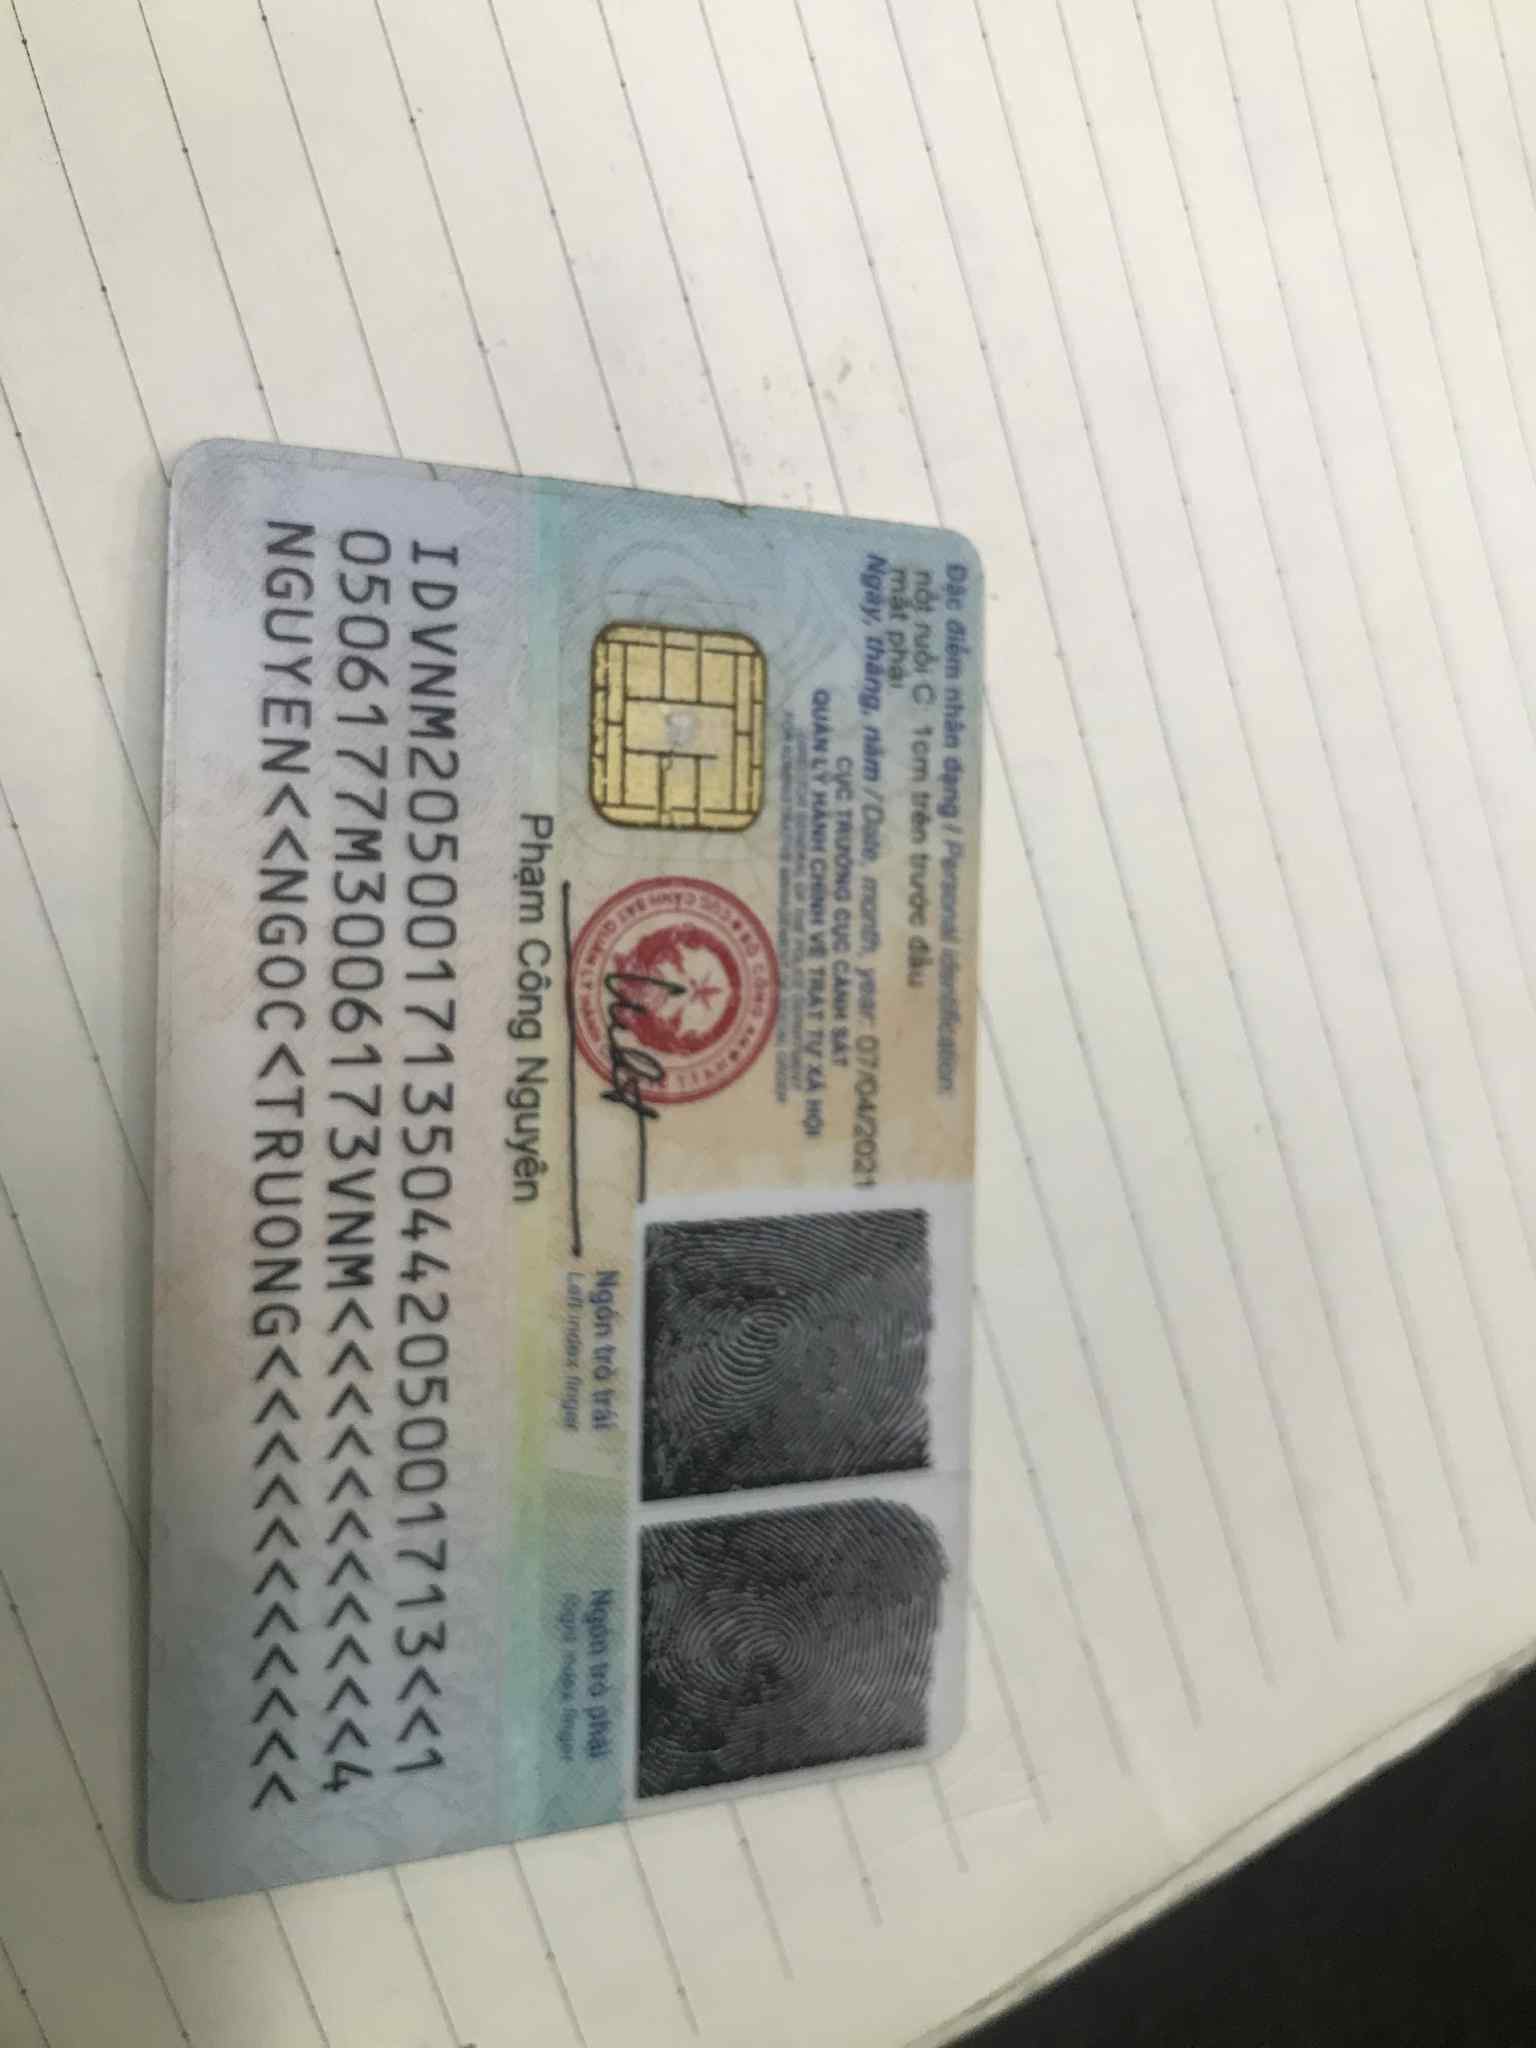 Đặc điểm nhân dạng / Personal identification:
nốt ruồi C 1cm trên trước đầu
mắt phải
Ngày, tháng, năm / Date, month, year: 07/04/2021
CỤC TRƯỞNG CỤC CẢNH SÁT
QUẢN LÝ HÀNH CHÍNH VỀ TRẬT TỰ XÃ HỘI
Phạm Công Nguyên
Ngón trỏ trái
Left index finger
Ngón trỏ phải
Right index finger
IDVNM2050017135044205001713<<1
0506177M3006173VNM<<<<<<<<<<<4
NGUYEN<<NGOC<TRUONG<<<<<<<<<<<